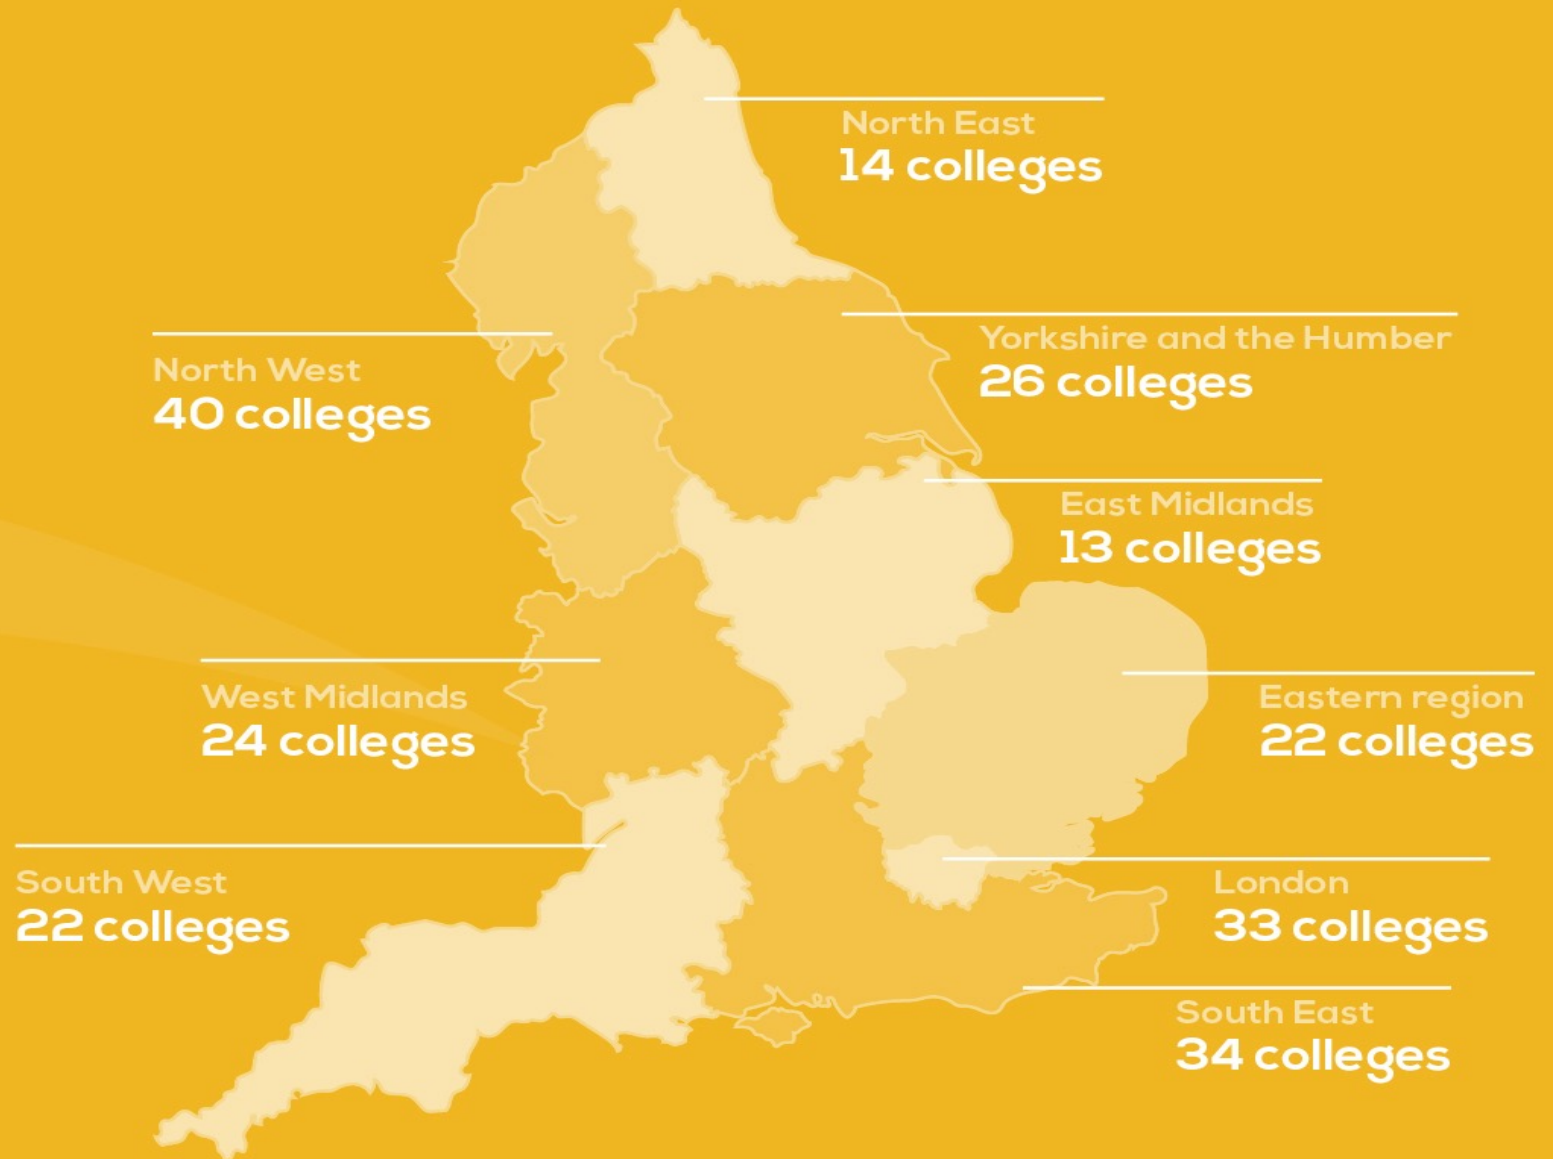 North East
14 colleges
Yorkshire and the Humber
26 colleges
North West
40 colleges
East Midlands
13 colleges
West Midlands
24 colleges
Eastern region
22 colleges
South West
22 colleges
London
33 colleges
South East
34 colleges